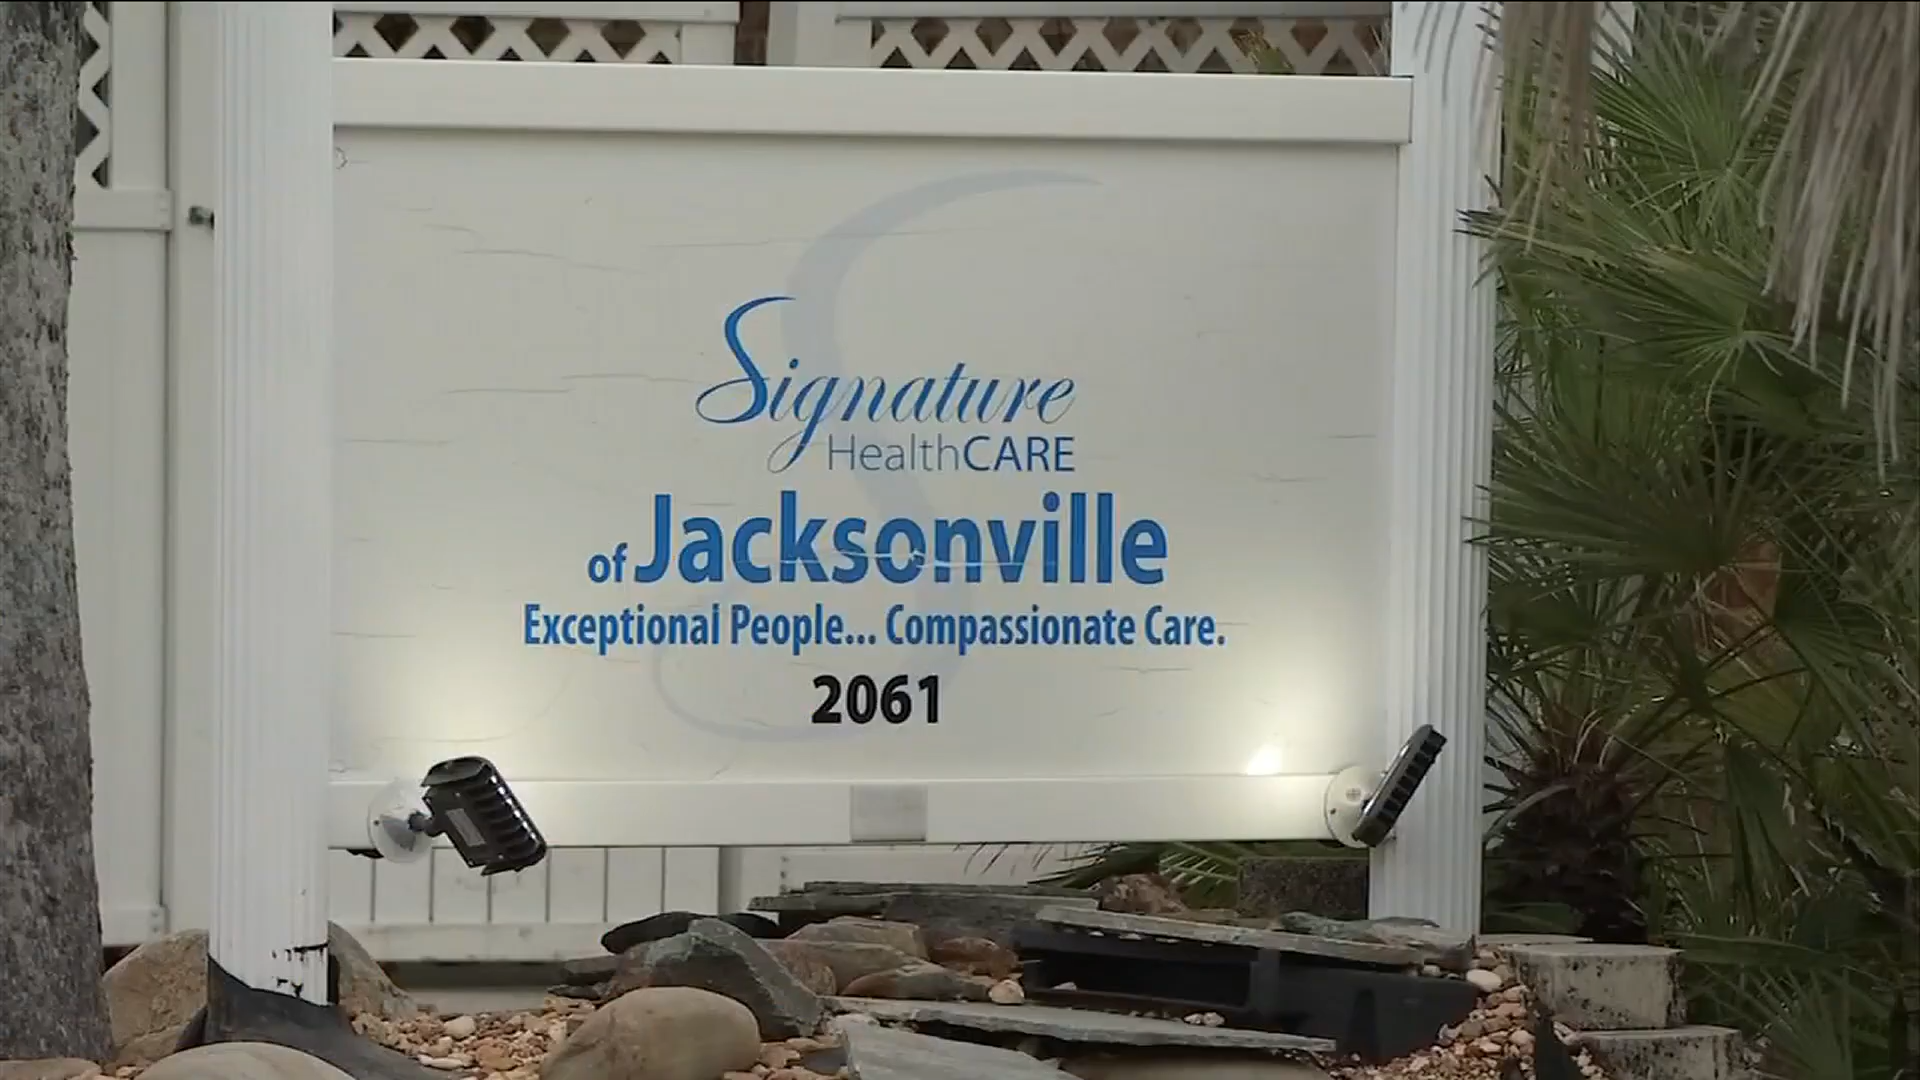 Signature
HealthCARE
of Jacksonville
Exceptional People... Compassionate Care.
2061